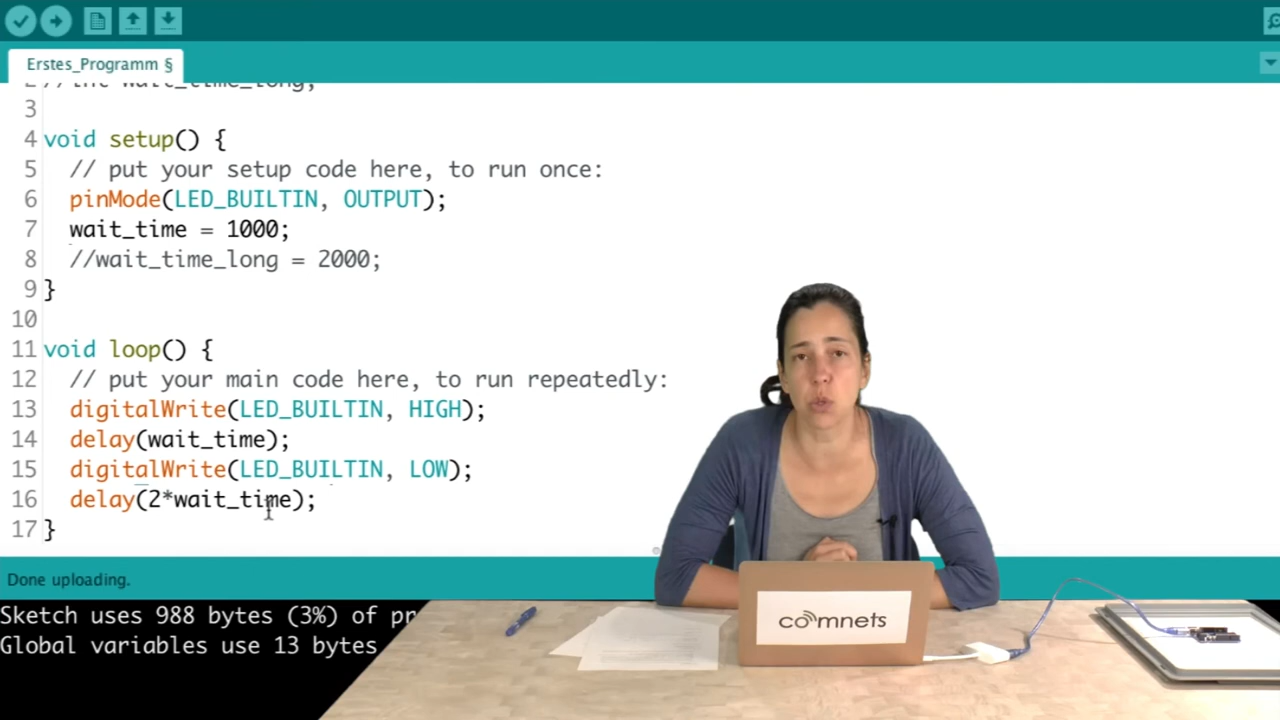 Erstes_Programm §
2 //int wait_time_long;
3
4 void setup() {
5 // put your setup code here, to run once:
6 pinMode(LED_BUILTIN, OUTPUT);
7 wait_time = 1000;
8 //wait_time_long = 2000;
9 }
10
11 void loop() {
12 // put your main code here, to run repeatedly:
13 digitalWrite(LED_BUILTIN, HIGH);
14 delay(wait_time);
15 digitalWrite(LED_BUILTIN, LOW);
16 delay(2*wait_time);
17 }
Done uploading.
Sketch uses 988 bytes (3%) of pr
Global variables use 13 bytes
comnets